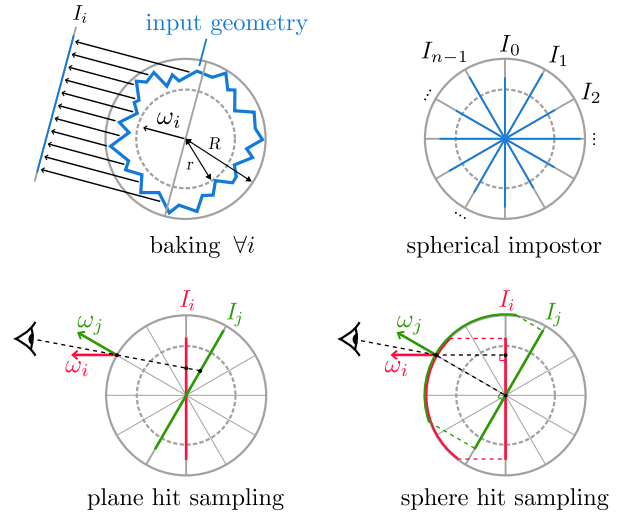 I_i
input geometry
ω_i
R
r
baking ∀i
I_{n−1}
I_0
I_1
I_2
...
...
...
spherical impostor
I_i
I_j
ω_j
ω_i
plane hit sampling
I_i
I_j
ω_j
ω_i
sphere hit sampling